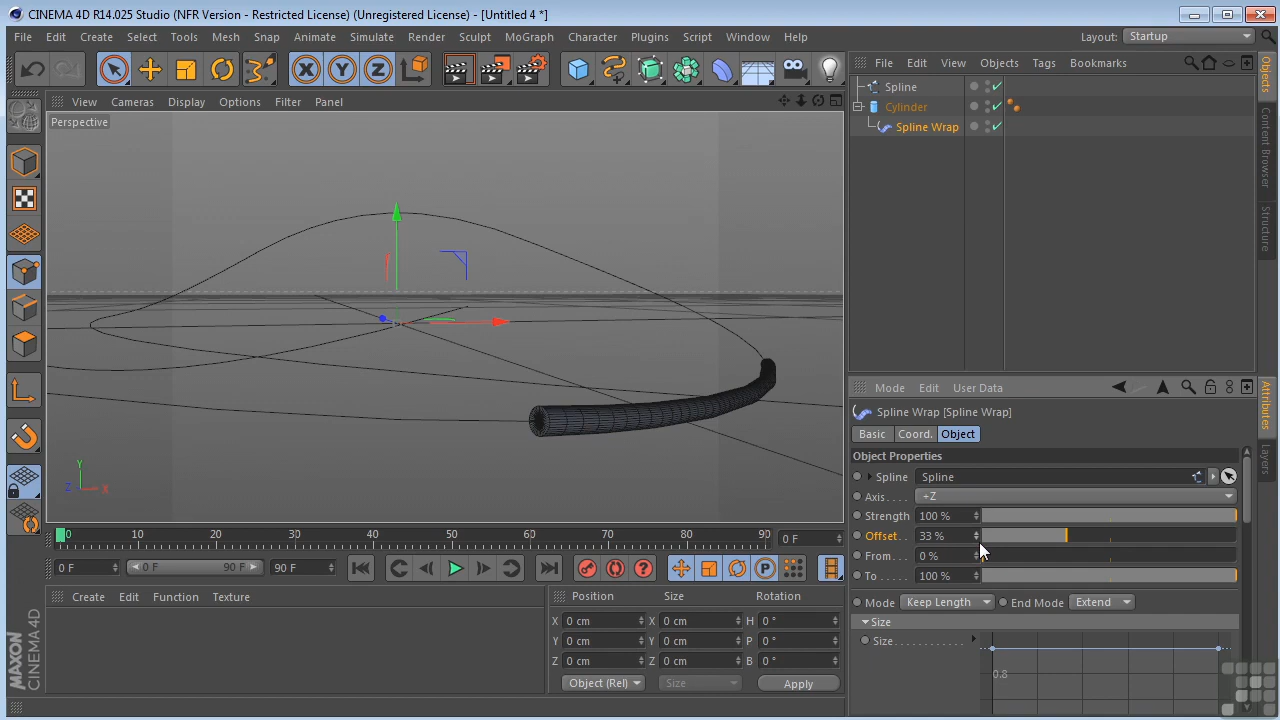 CINEMA 4D R14.025 Studio (NFR Version - Restricted License) (Unregistered License) - [Untitled 4 *]
File Edit Create Select Tools Mesh Snap Animate Simulate Render Sculpt MoGraph Character Plugins Script Window Help Layout: Startup
X Y Z
File Edit View Objects Tags Bookmarks
Objects
Content Browser
Structure
Spline
Cylinder
Spline Wrap
View Cameras Display Options Filter Panel
Perspective
Y
Z X
Mode Edit User Data
Attributes
Layers
Spline Wrap [Spline Wrap]
Basic Coord. Object
Object Properties
Spline Spline
Axis.... +Z
Strength 100 %
Offset.. 33 %
From.... 0 %
To ..... 100 %
Mode Keep Length End Mode Extend
Size
Size
0.8
0 10 20 30 40 50 60 70 80 90 0 F
0 F 0 F 90 F 90 F
P
Create Edit Function Texture
Position Size Rotation
X 0 cm X 0 cm H 0 °
Y 0 cm Y 0 cm P 0 °
Z 0 cm Z 0 cm B 0 °
Object (Rel) Size Apply
MAXON
CINEMA 4D